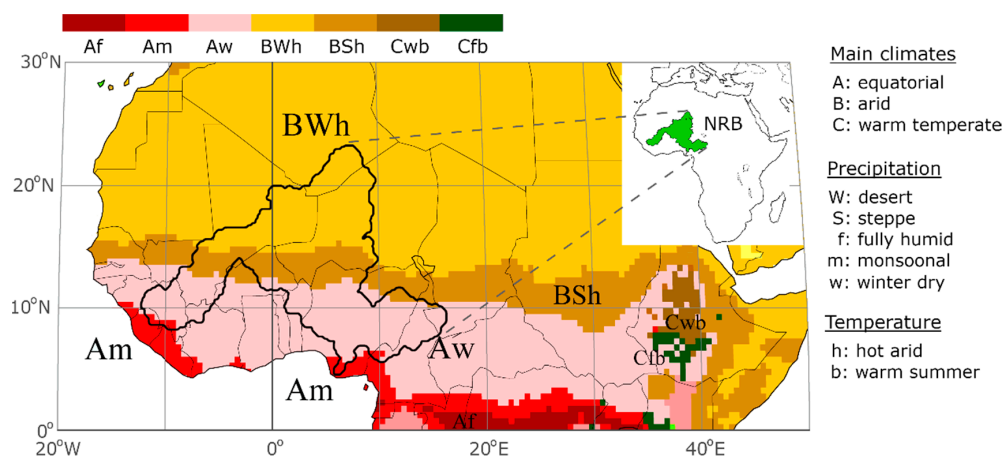 Af Am Aw BWh BSh Cwb Cfb
30°N
20°N
10°N
0°
20°W 0° 20°E 40°E
BWh
NRB
BSh
Cwb
Cfb
Am
Aw
Am
Af
Main climates
A: equatorial
B: arid
C: warm temperate
Precipitation
W: desert
S: steppe
f: fully humid
m: monsoonal
w: winter dry
Temperature
h: hot arid
b: warm summer